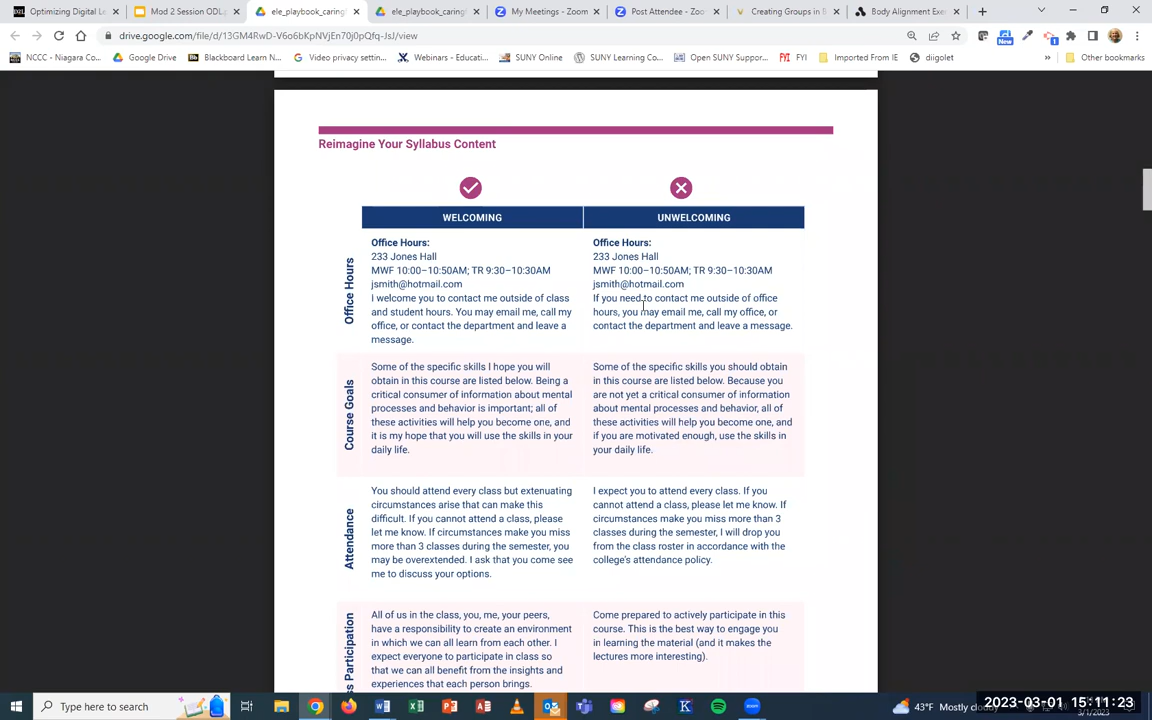 Optimizing Digital Le
Mod 2 Session ODL.
ele_playbook_caring
ele_playbook_caring
My Meetings - Zoom
Post Attendee - Zoo
Creating Groups in B
Body Alignment Exe
drive.google.com/file/d/13GM4RwD-V6o6bKpNVjEn70j0pQfq-JsJ/view
New
1
NCCC - Niagara Co...
Google Drive
Blackboard Learn N...
Video privacy settin...
Webinars - Educati...
SUNY Online
SUNY Learning Co...
Open SUNY Suppor...
FYI
Imported From IE
diigolet
»
Other bookmarks
Reimagine Your Syllabus Content
WELCOMING
UNWELCOMING
Office Hours
Office Hours:
233 Jones Hall
MWF 10:00–10:50AM; TR 9:30–10:30AM
jsmith@hotmail.com
I welcome you to contact me outside of class
and student hours. You may email me, call my
office, or contact the department and leave a
message.
Office Hours:
233 Jones Hall
MWF 10:00–10:50AM; TR 9:30–10:30AM
jsmith@hotmail.com
If you need to contact me outside of office
hours, you may email me, call my office, or
contact the department and leave a message.
Course Goals
Some of the specific skills I hope you will
obtain in this course are listed below. Being a
critical consumer of information about mental
processes and behavior is important; all of
these activities will help you become one, and
it is my hope that you will use the skills in your
daily life.
Some of the specific skills you should obtain
in this course are listed below. Because you
are not yet a critical consumer of information
about mental processes and behavior, all of
these activities will help you become one, and
if you are motivated enough, use the skills in
your daily life.
Attendance
You should attend every class but extenuating
circumstances arise that can make this
difficult. If you cannot attend a class, please
let me know. If circumstances make you miss
more than 3 classes during the semester, you
may be overextended. I ask that you come see
me to discuss your options.
I expect you to attend every class. If you
cannot attend a class, please let me know. If
circumstances make you miss more than 3
classes during the semester, I will drop you
from the class roster in accordance with the
college's attendance policy.
s Participation
All of us in the class, you, me, your peers,
have a responsibility to create an environment
in which we can all learn from each other. I
expect everyone to participate in class so
that we can all benefit from the insights and
experiences that each person brings.
Come prepared to actively participate in this
course. This is the best way to engage you
in learning the material (and it makes the
lectures more interesting).
Type here to search
43°F Mostly cloudy
2023-03-01 15:11:23